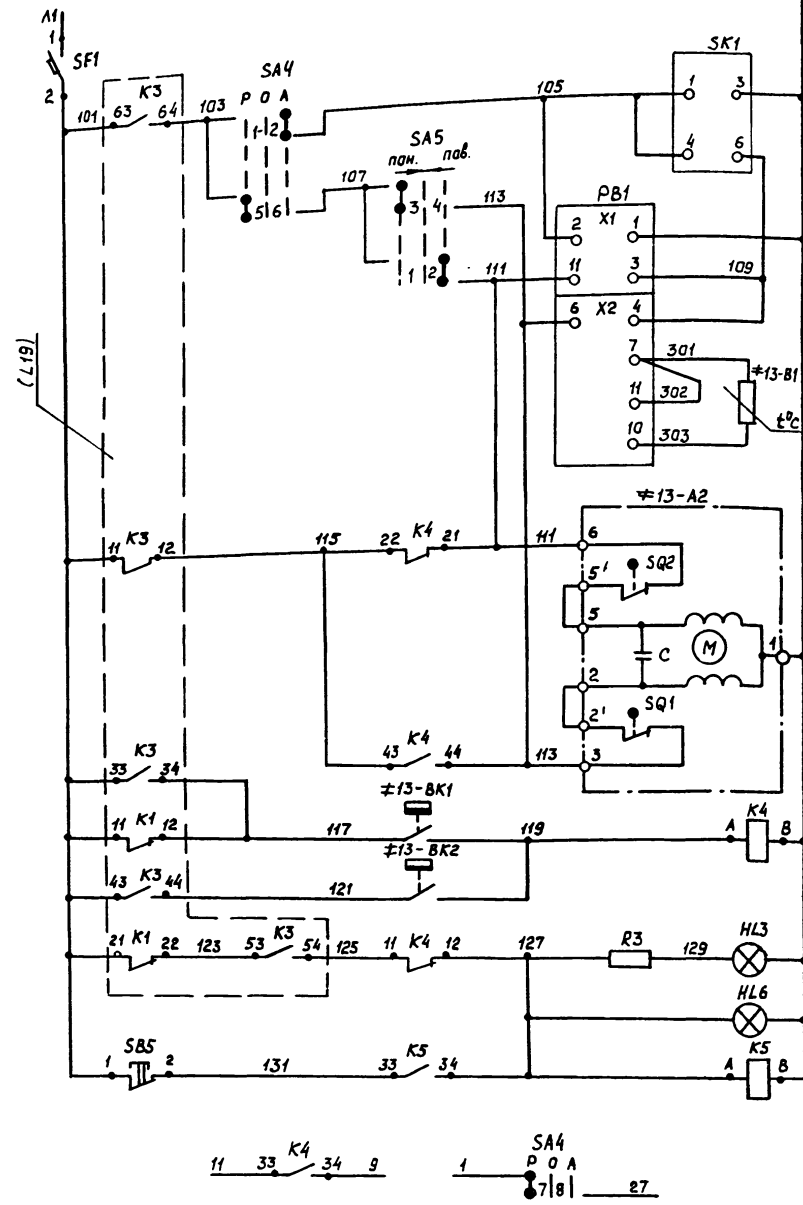 Л1
1
SF1
2
101
63
K3
64
103
SA4
P O A
1 2
5 6
107
SA5
пон. пов.
3 4
1 2
113
111
105
SK1
1 3
4 6
PB1
X1
2 1
11 3
109
X2
6 4
7 301
11 302
10 303
≠13-B1
t°C
(L19)
11 K3 12
115
22 K4 21
111
≠13-A2
6
5' SQ2
5
C
M
1
2
2' SQ1
3
43 K4 44
113
33 K3 34
11 K1 12
117
≠13-BK1
119
A K4 B
43 K3 44
121
≠13-BK2
21 K1 22
123
53 K3 54
125
11 K4 12
127
R3
129
HL3
HL6
1 SB5 2
131
33 K5 34
A K5 B
11 33 K4 34 9
1
SA4
P O A
7 8
27